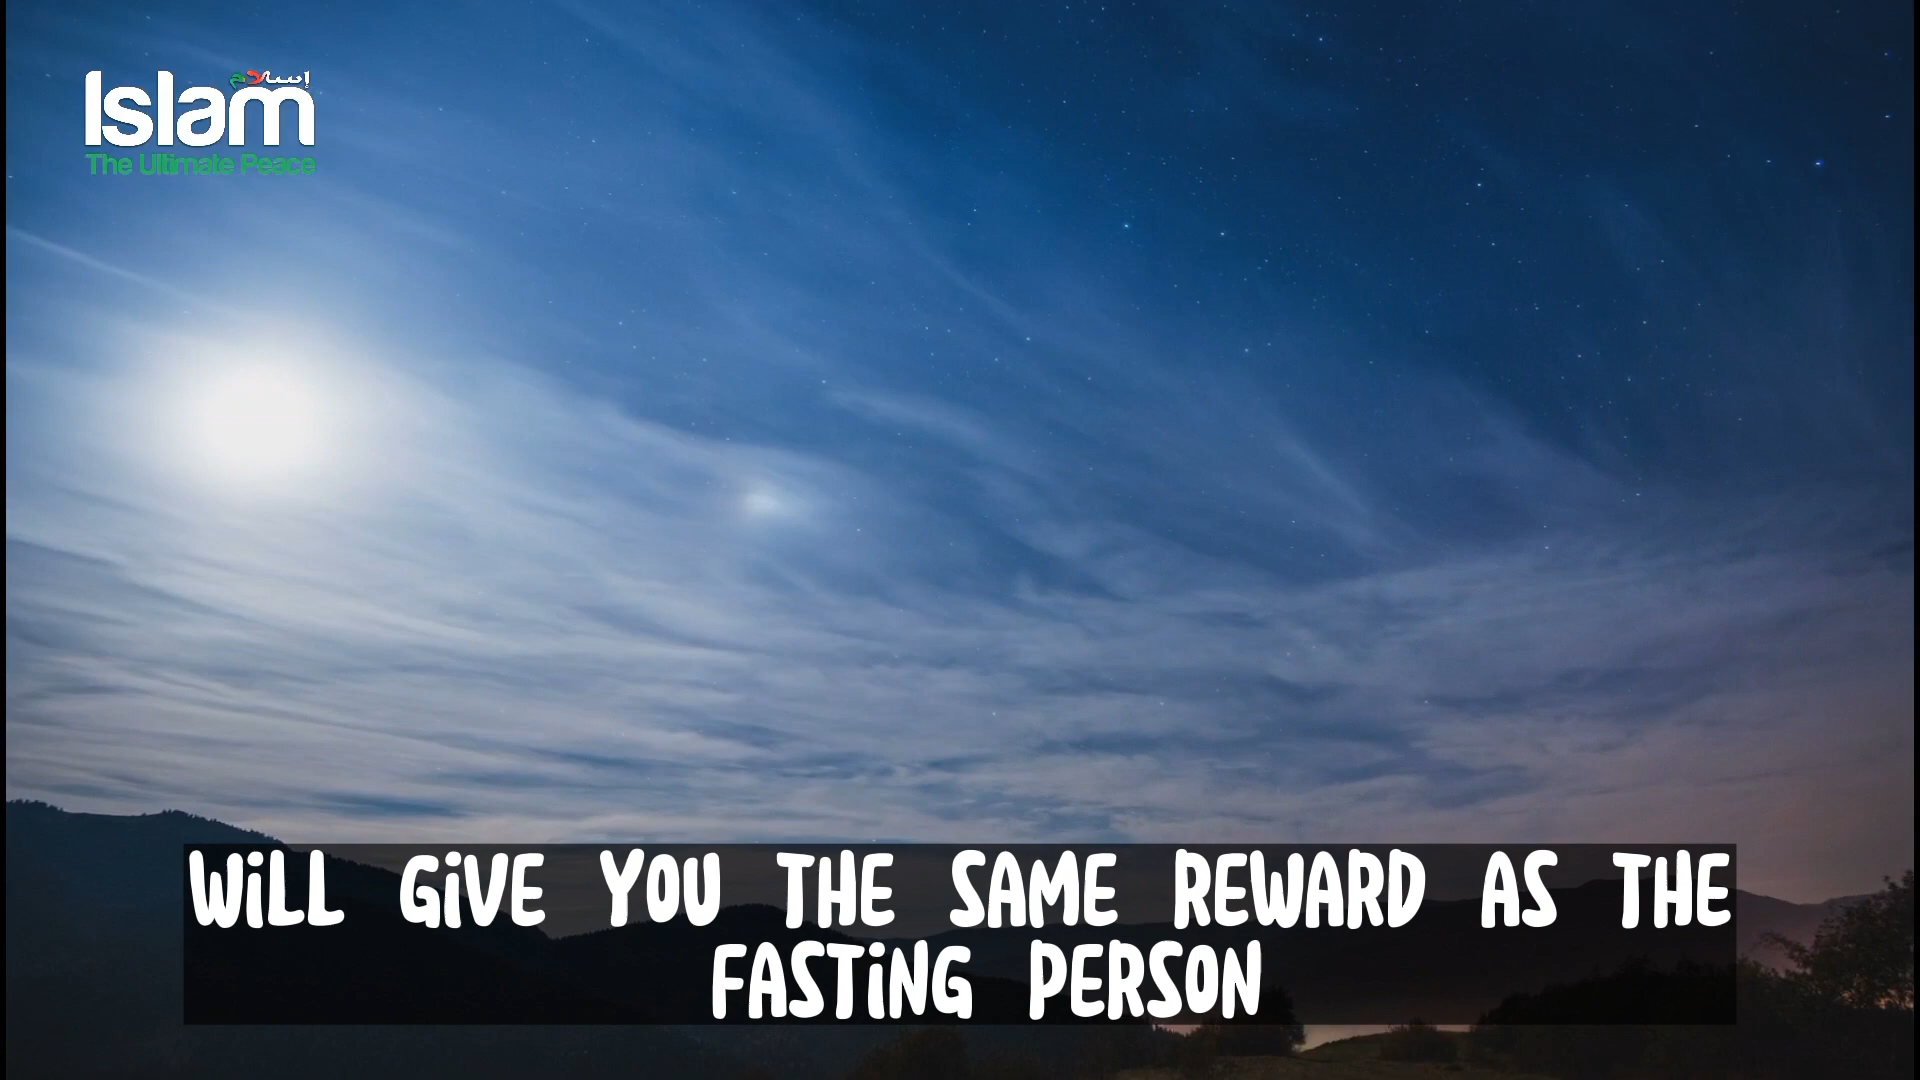 إسلام
Islam
The Ultimate Peace
WiLL GiVE YOU THE SAME REWARD AS THE
FASTiNG PERSON